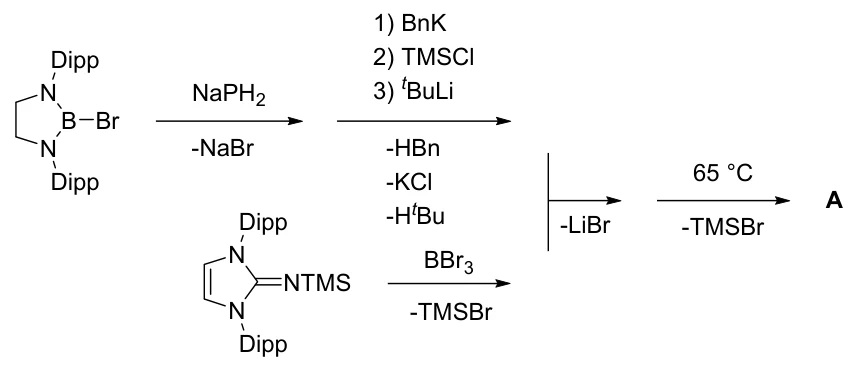 1) BnK
2) TMSCl
3) ᵗBuLi
Dipp
N
B–Br
N
Dipp
NaPH₂
-NaBr
-HBn
-KCl
-HᵗBu
Dipp
N
=NTMS
N
Dipp
BBr₃
-TMSBr
-LiBr
65 °C
-TMSBr
A